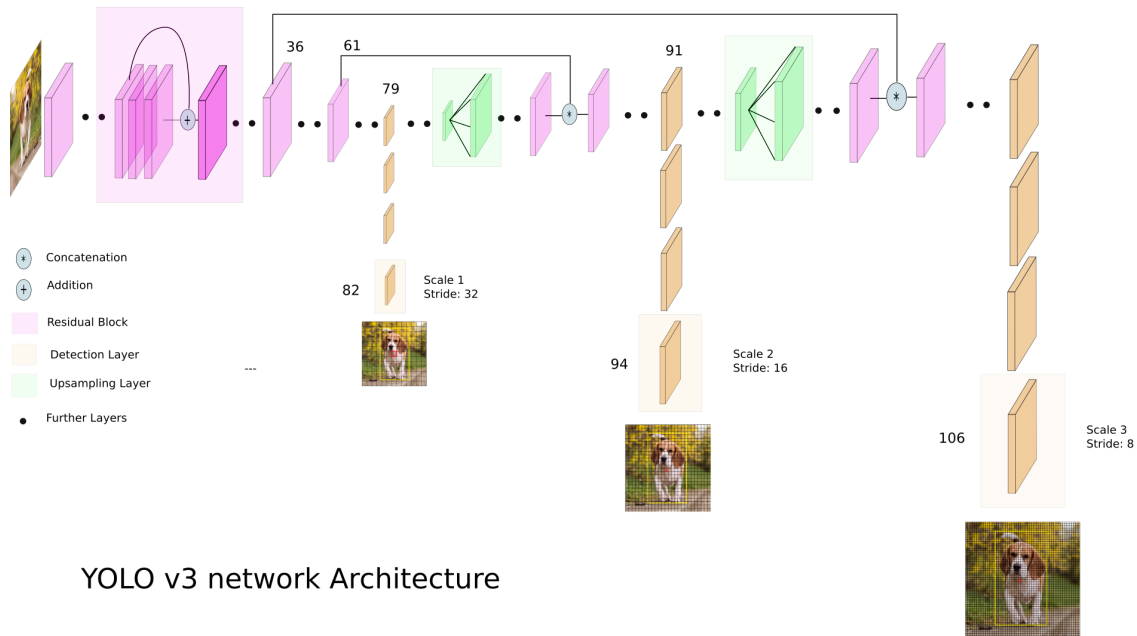 36
61
79
91
*
+
*
*
Concatenation
+
Addition
Residual Block
Detection Layer
Upsampling Layer
Further Layers
---
82
Scale 1
Stride: 32
94
Scale 2
Stride: 16
106
Scale 3
Stride: 8
YOLO v3 network Architecture